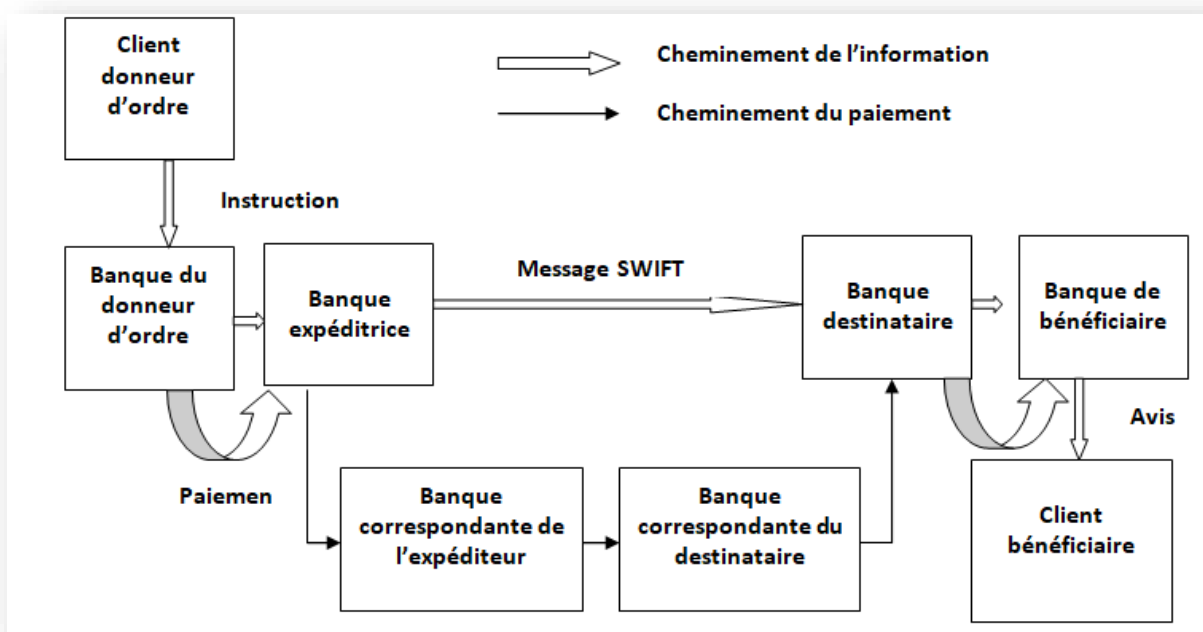 Client
donneur
d'ordre
Cheminement de l'information
Cheminement du paiement
Instruction
Banque du
donneur
d'ordre
Banque
expéditrice
Message SWIFT
Banque
destinataire
Banque de
bénéficiaire
Avis
Paiemen
Banque
correspondante de
l'expéditeur
Banque
correspondante du
destinataire
Client
bénéficiaire